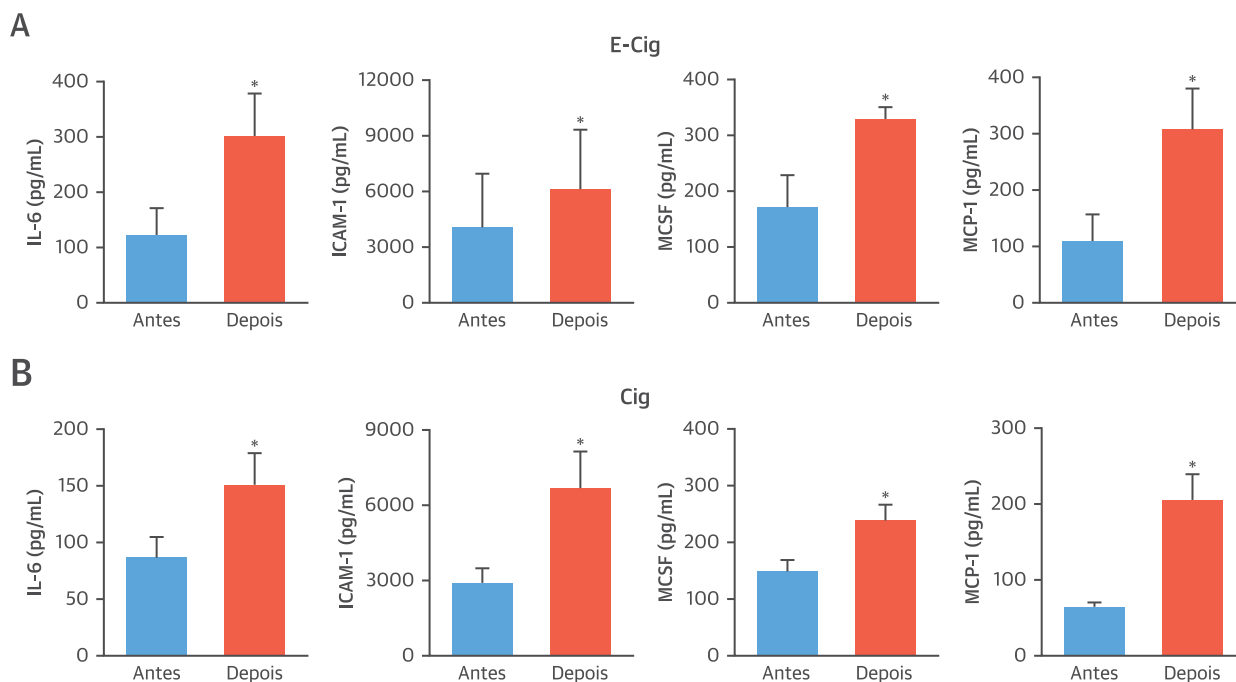 A
E-Cig
IL-6 (pg/mL)
400
300
200
100
0
*
Antes
Depois
ICAM-1 (pg/mL)
12000
9000
6000
3000
0
*
Antes
Depois
MCSF (pg/mL)
400
300
200
100
0
*
Antes
Depois
MCP-1 (pg/mL)
400
300
200
100
0
*
Antes
Depois
B
Cig
IL-6 (pg/mL)
200
150
100
50
0
*
Antes
Depois
ICAM-1 (pg/mL)
9000
6000
3000
0
*
Antes
Depois
MCSF (pg/mL)
400
300
200
100
0
*
Antes
Depois
MCP-1 (pg/mL)
300
200
100
0
*
Antes
Depois